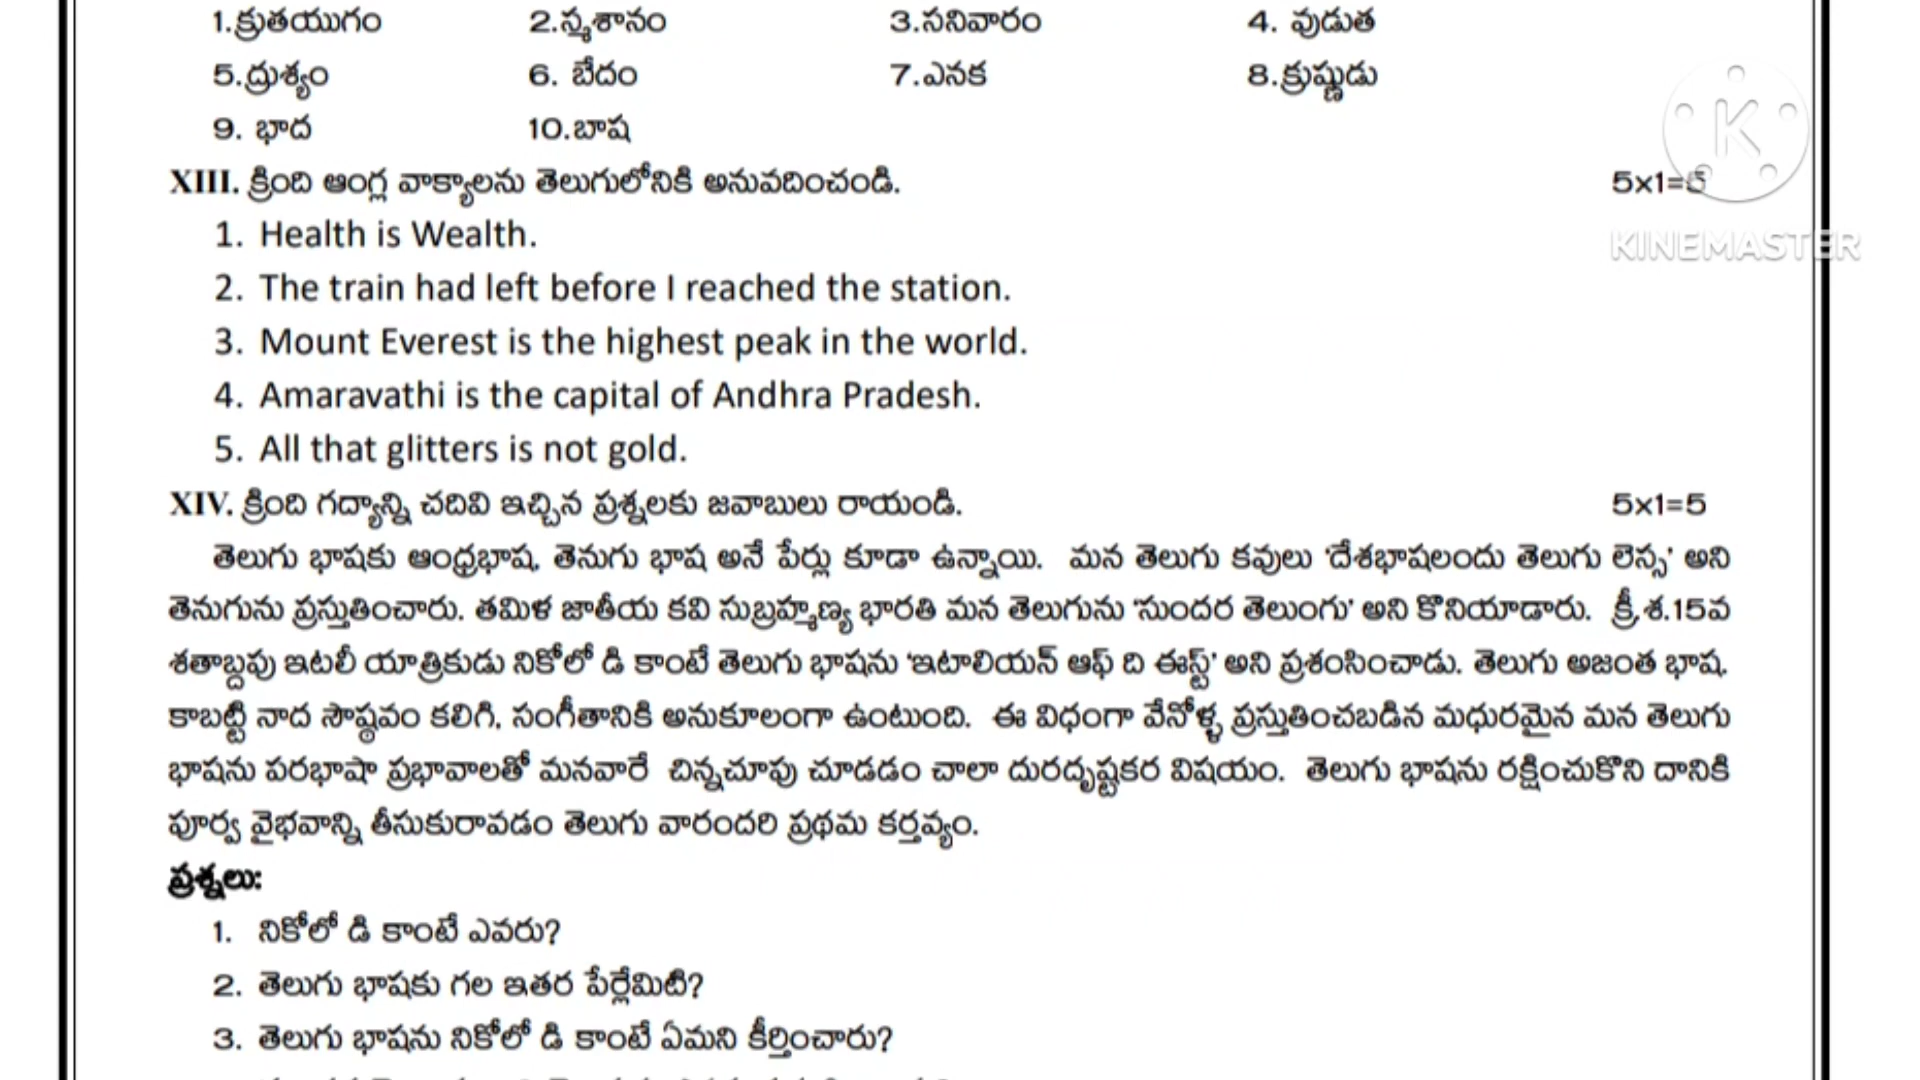 1.క్రుతయుగం 2.స్మశానం 3.సనివారం 4. వుడుత
5.ద్రుశ్యం 6. బేదం 7.ఎనక 8.క్రుష్ణుడు
9. భాద 10.బాష
XIII. క్రింది ఆంగ్ల వాక్యాలను తెలుగులోనికి అనువదించండి. 5x1=5
1. Health is Wealth.
KINEMASTER
2. The train had left before I reached the station.
3. Mount Everest is the highest peak in the world.
4. Amaravathi is the capital of Andhra Pradesh.
5. All that glitters is not gold.
XIV. క్రింది గద్యాన్ని చదివి ఇచ్చిన ప్రశ్నలకు జవాబులు రాయండి. 5x1=5
తెలుగు భాషకు ఆంధ్రభాష, తెనుగు భాష అనే పేర్లు కూడా ఉన్నాయి. మన తెలుగు కవులు ‘దేశభాషలందు తెలుగు లెస్స’ అని
తెనుగును ప్రస్తుతించారు. తమిళ జాతీయ కవి సుబ్రహ్మణ్య భారతి మన తెలుగును ‘సుందర తెలుంగు’ అని కొనియాడారు. క్రీ.శ.15వ
శతాబ్దపు ఇటలీ యాత్రికుడు నికోలో డి కాంటే తెలుగు భాషను ‘ఇటాలియన్ ఆఫ్ ది ఈస్ట్’ అని ప్రశంసించాడు. తెలుగు అజంత భాష.
కాబట్టి నాద సౌష్ఠవం కలిగి, సంగీతానికి అనుకూలంగా ఉంటుంది. ఈ విధంగా వేనోళ్ళ ప్రస్తుతించబడిన మధురమైన మన తెలుగు
భాషను పరభాషా ప్రభావాలతో మనవారే చిన్నచూపు చూడడం చాలా దురదృష్టకర విషయం. తెలుగు భాషను రక్షించుకొని దానికి
పూర్వ వైభవాన్ని తీసుకురావడం తెలుగు వారందరి ప్రథమ కర్తవ్యం.
ప్రశ్నలు:
1. నికోలో డి కాంటే ఎవరు?
2. తెలుగు భాషకు గల ఇతర పేర్లేమిటి?
3. తెలుగు భాషను నికోలో డి కాంటే ఏమని కీర్తించారు?